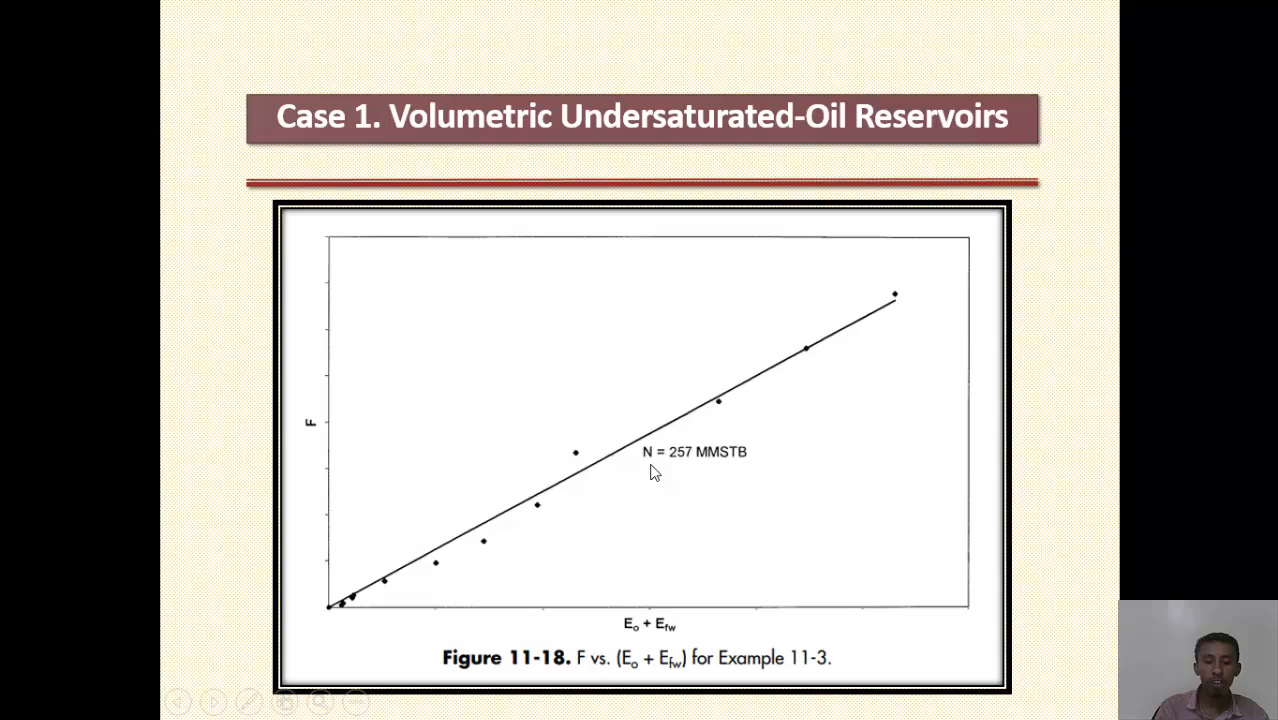 Case 1. Volumetric Undersaturated-Oil Reservoirs
F
N = 257 MMSTB
Eo + Efw
Figure 11-18. F vs. (Eo + Efw) for Example 11-3.